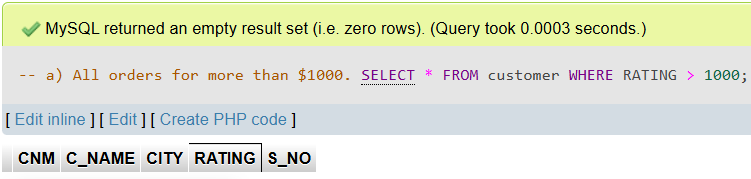 MySQL returned an empty result set (i.e. zero rows). (Query took 0.0003 seconds.)
-- a) All orders for more than $1000. SELECT * FROM customer WHERE RATING > 1000;
[ Edit inline ] [ Edit ] [ Create PHP code ]
CNM C_NAME CITY RATING S_NO